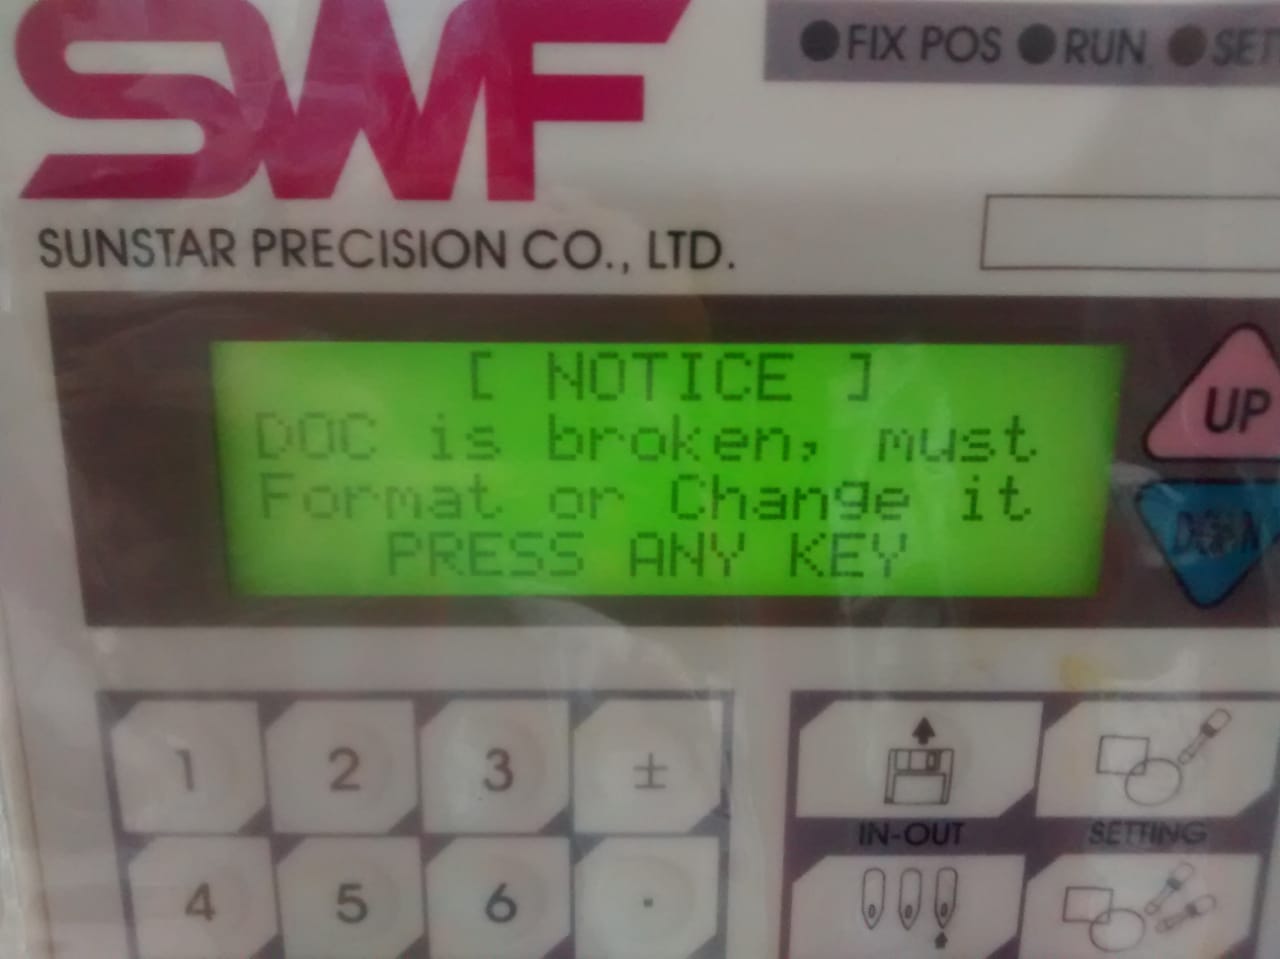 SWF
FIX POS RUN SET
SUNSTAR PRECISION CO., LTD.
[ NOTICE ]
DOC is broken, must
Format or Change it
PRESS ANY KEY
UP
1 2 3 ±
IN-OUT SETTING
4 5 6 .